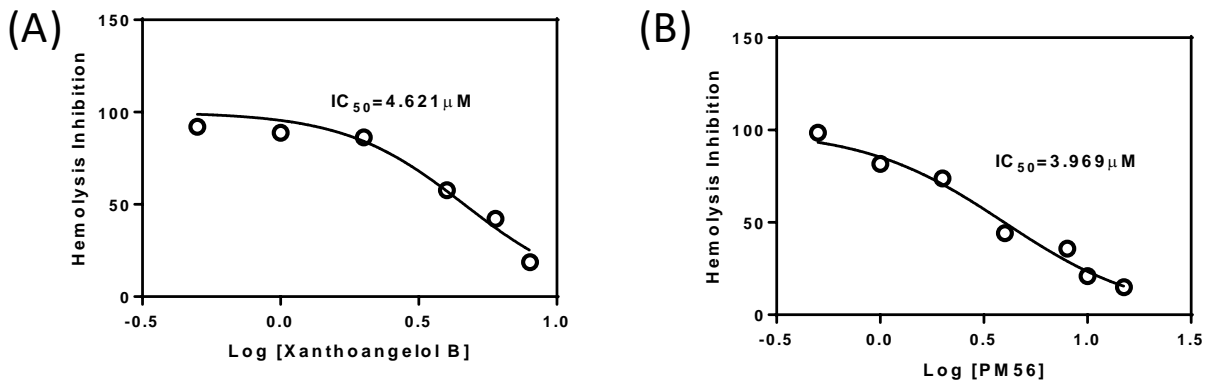 (A)
150
100
50
0
Hemolysis Inhibition
IC50=4.621μM
-0.5 0.0 0.5 1.0
Log [Xanthoangelol B]
(B)
150
100
50
0
Hemolysis Inhibition
IC50=3.969μM
-0.5 0.0 0.5 1.0 1.5
Log [PM56]